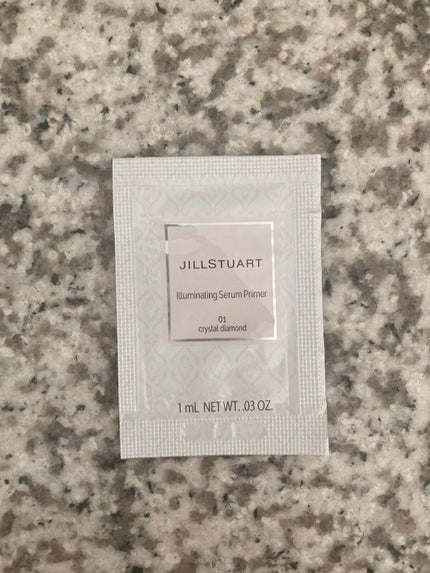 JILLSTUART
Illuminating Serum Primer
01
crystal diamond
1 mL NET WT. .03 OZ.